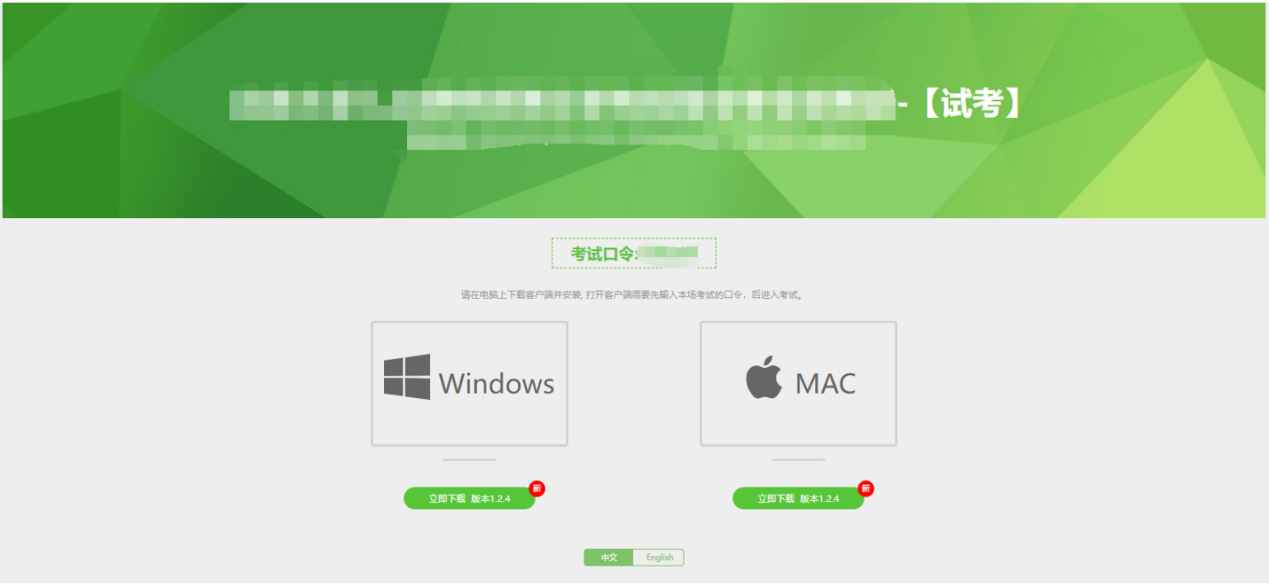 -【试考】
考试口令:
请在电脑上下载客户端并安装, 打开客户端需要先输入本场考试的口令，后进入考试。
Windows
MAC
立即下载 版本1.2.4 新
立即下载 版本1.2.4 新
中文 English